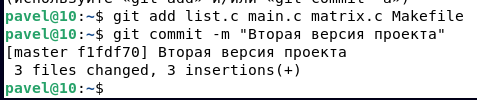 (используйте «git add» и/или «git commit -a»)
pavel@10:~$ git add list.c main.c matrix.c Makefile
pavel@10:~$ git commit -m "Вторая версия проекта"
[master f1fdf70] Вторая версия проекта
 3 files changed, 3 insertions(+)
pavel@10:~$